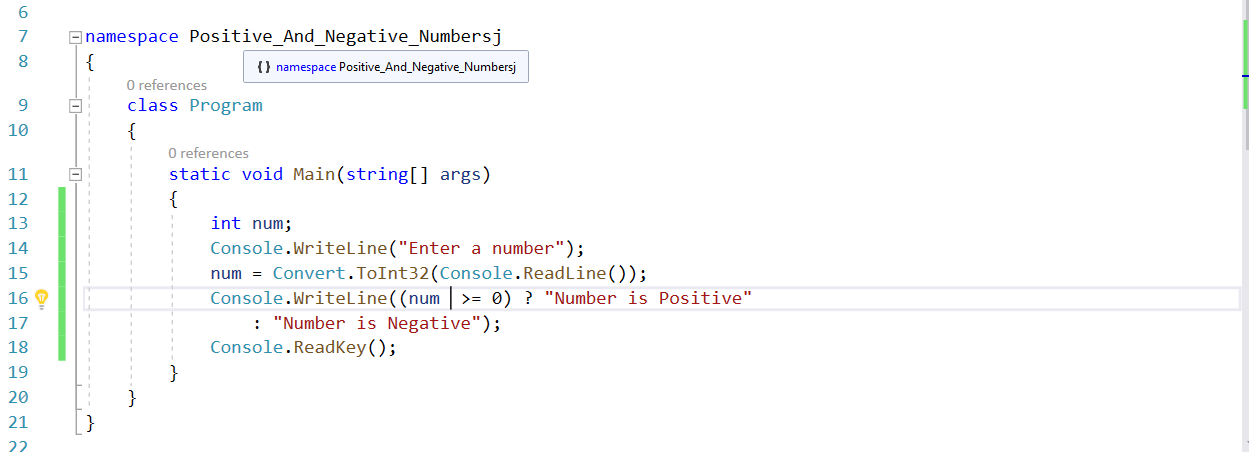 6
7 namespace Positive_And_Negative_Numbersj
8 {
{} namespace Positive_And_Negative_Numbersj
0 references
9 class Program
10 {
0 references
11 static void Main(string[] args)
12 {
13 int num;
14 Console.WriteLine("Enter a number");
15 num = Convert.ToInt32(Console.ReadLine());
16 Console.WriteLine((num >= 0) ? "Number is Positive"
17 : "Number is Negative");
18 Console.ReadKey();
19 }
20 }
21 }
22